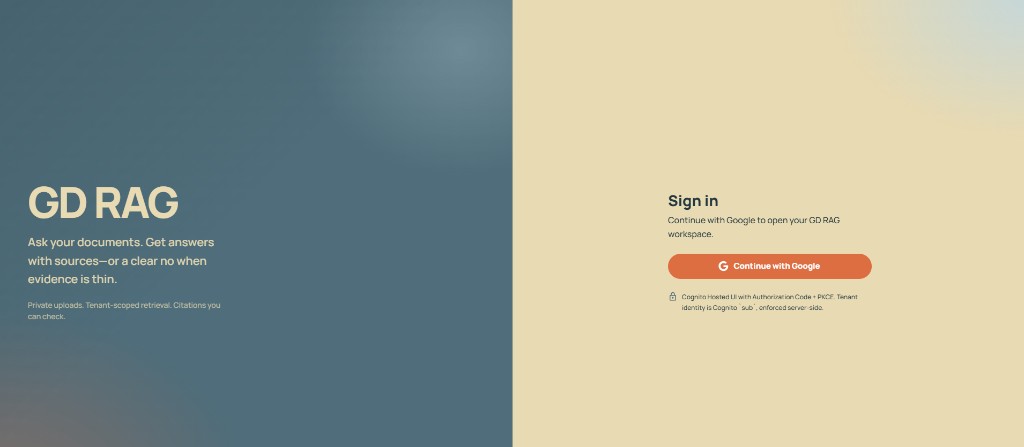 GD RAG
Ask your documents. Get answers
with sources—or a clear no when
evidence is thin.
Private uploads. Tenant-scoped retrieval. Citations you
can check.
Sign in
Continue with Google to open your GD RAG
workspace.
Continue with Google
Cognito Hosted UI with Authorization Code + PKCE. Tenant
identity is Cognito `sub`, enforced server-side.